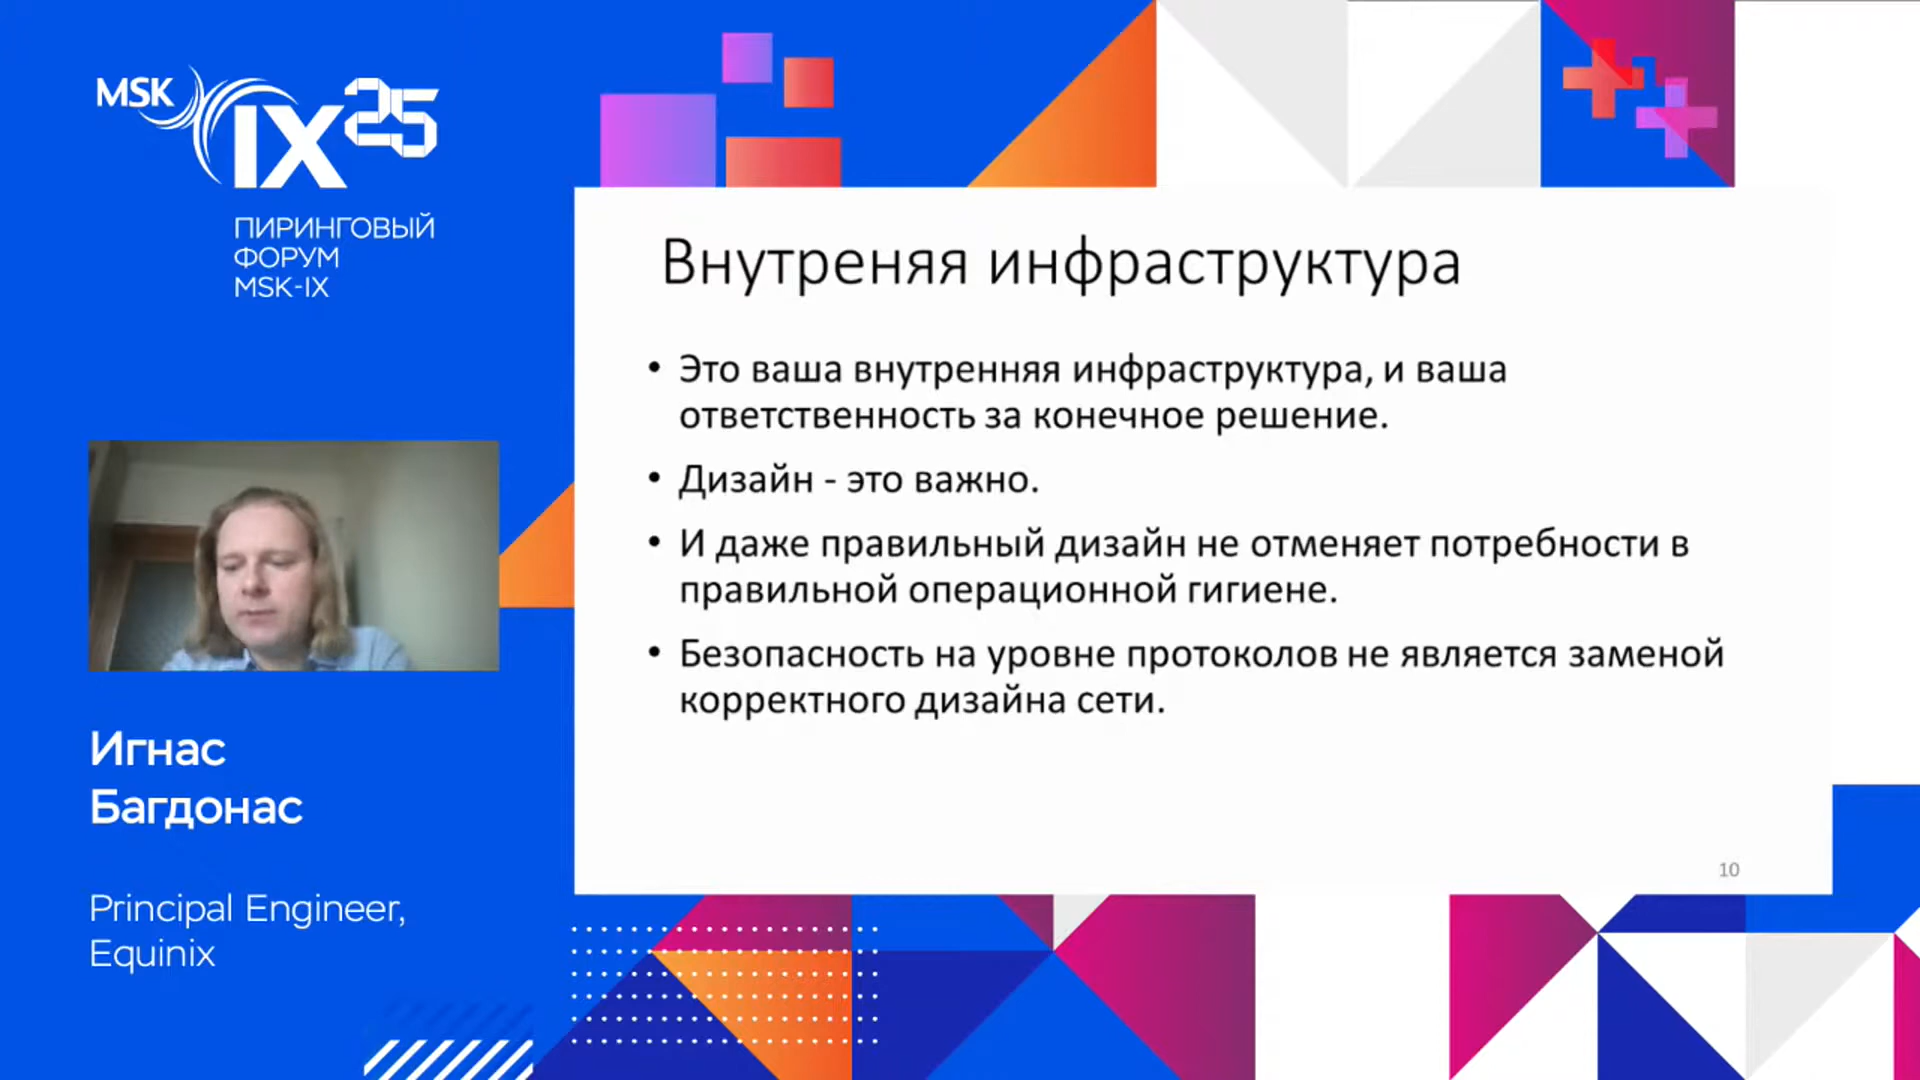 MSK
IX 25
ПИРИНГОВЫЙ
ФОРУМ
MSK-IX
Игнас
Багдонас
Principal Engineer,
Equinix
Внутреняя инфраструктура
• Это ваша внутренняя инфраструктура, и ваша
ответственность за конечное решение.
• Дизайн - это важно.
• И даже правильный дизайн не отменяет потребности в
правильной операционной гигиене.
• Безопасность на уровне протоколов не является заменой
корректного дизайна сети.
10